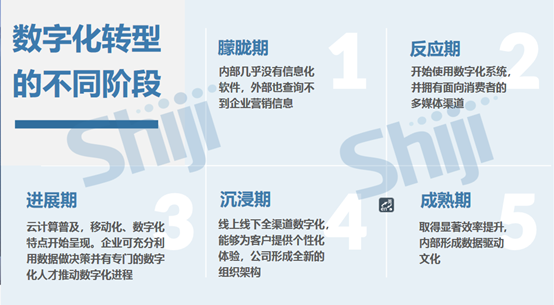 数字化转型
的不同阶段
朦胧期
1
内部几乎没有信息化
软件，外部也查询不
到企业营销信息
反应期
2
开始使用数字化系统，
并拥有面向消费者的
多媒体渠道
Shiji
Shiji
进展期
3
云计算普及，移动化、数字化
特点开始呈现。企业可充分利
用数据做决策并有专门的数字
化人才推动数字化进程
沉浸期
4
线上线下全渠道数字化，
能够为客户提供个性化
体验，公司形成全新的
组织架构
成熟期
5
取得显著效率提升，
内部形成数据驱动
文化